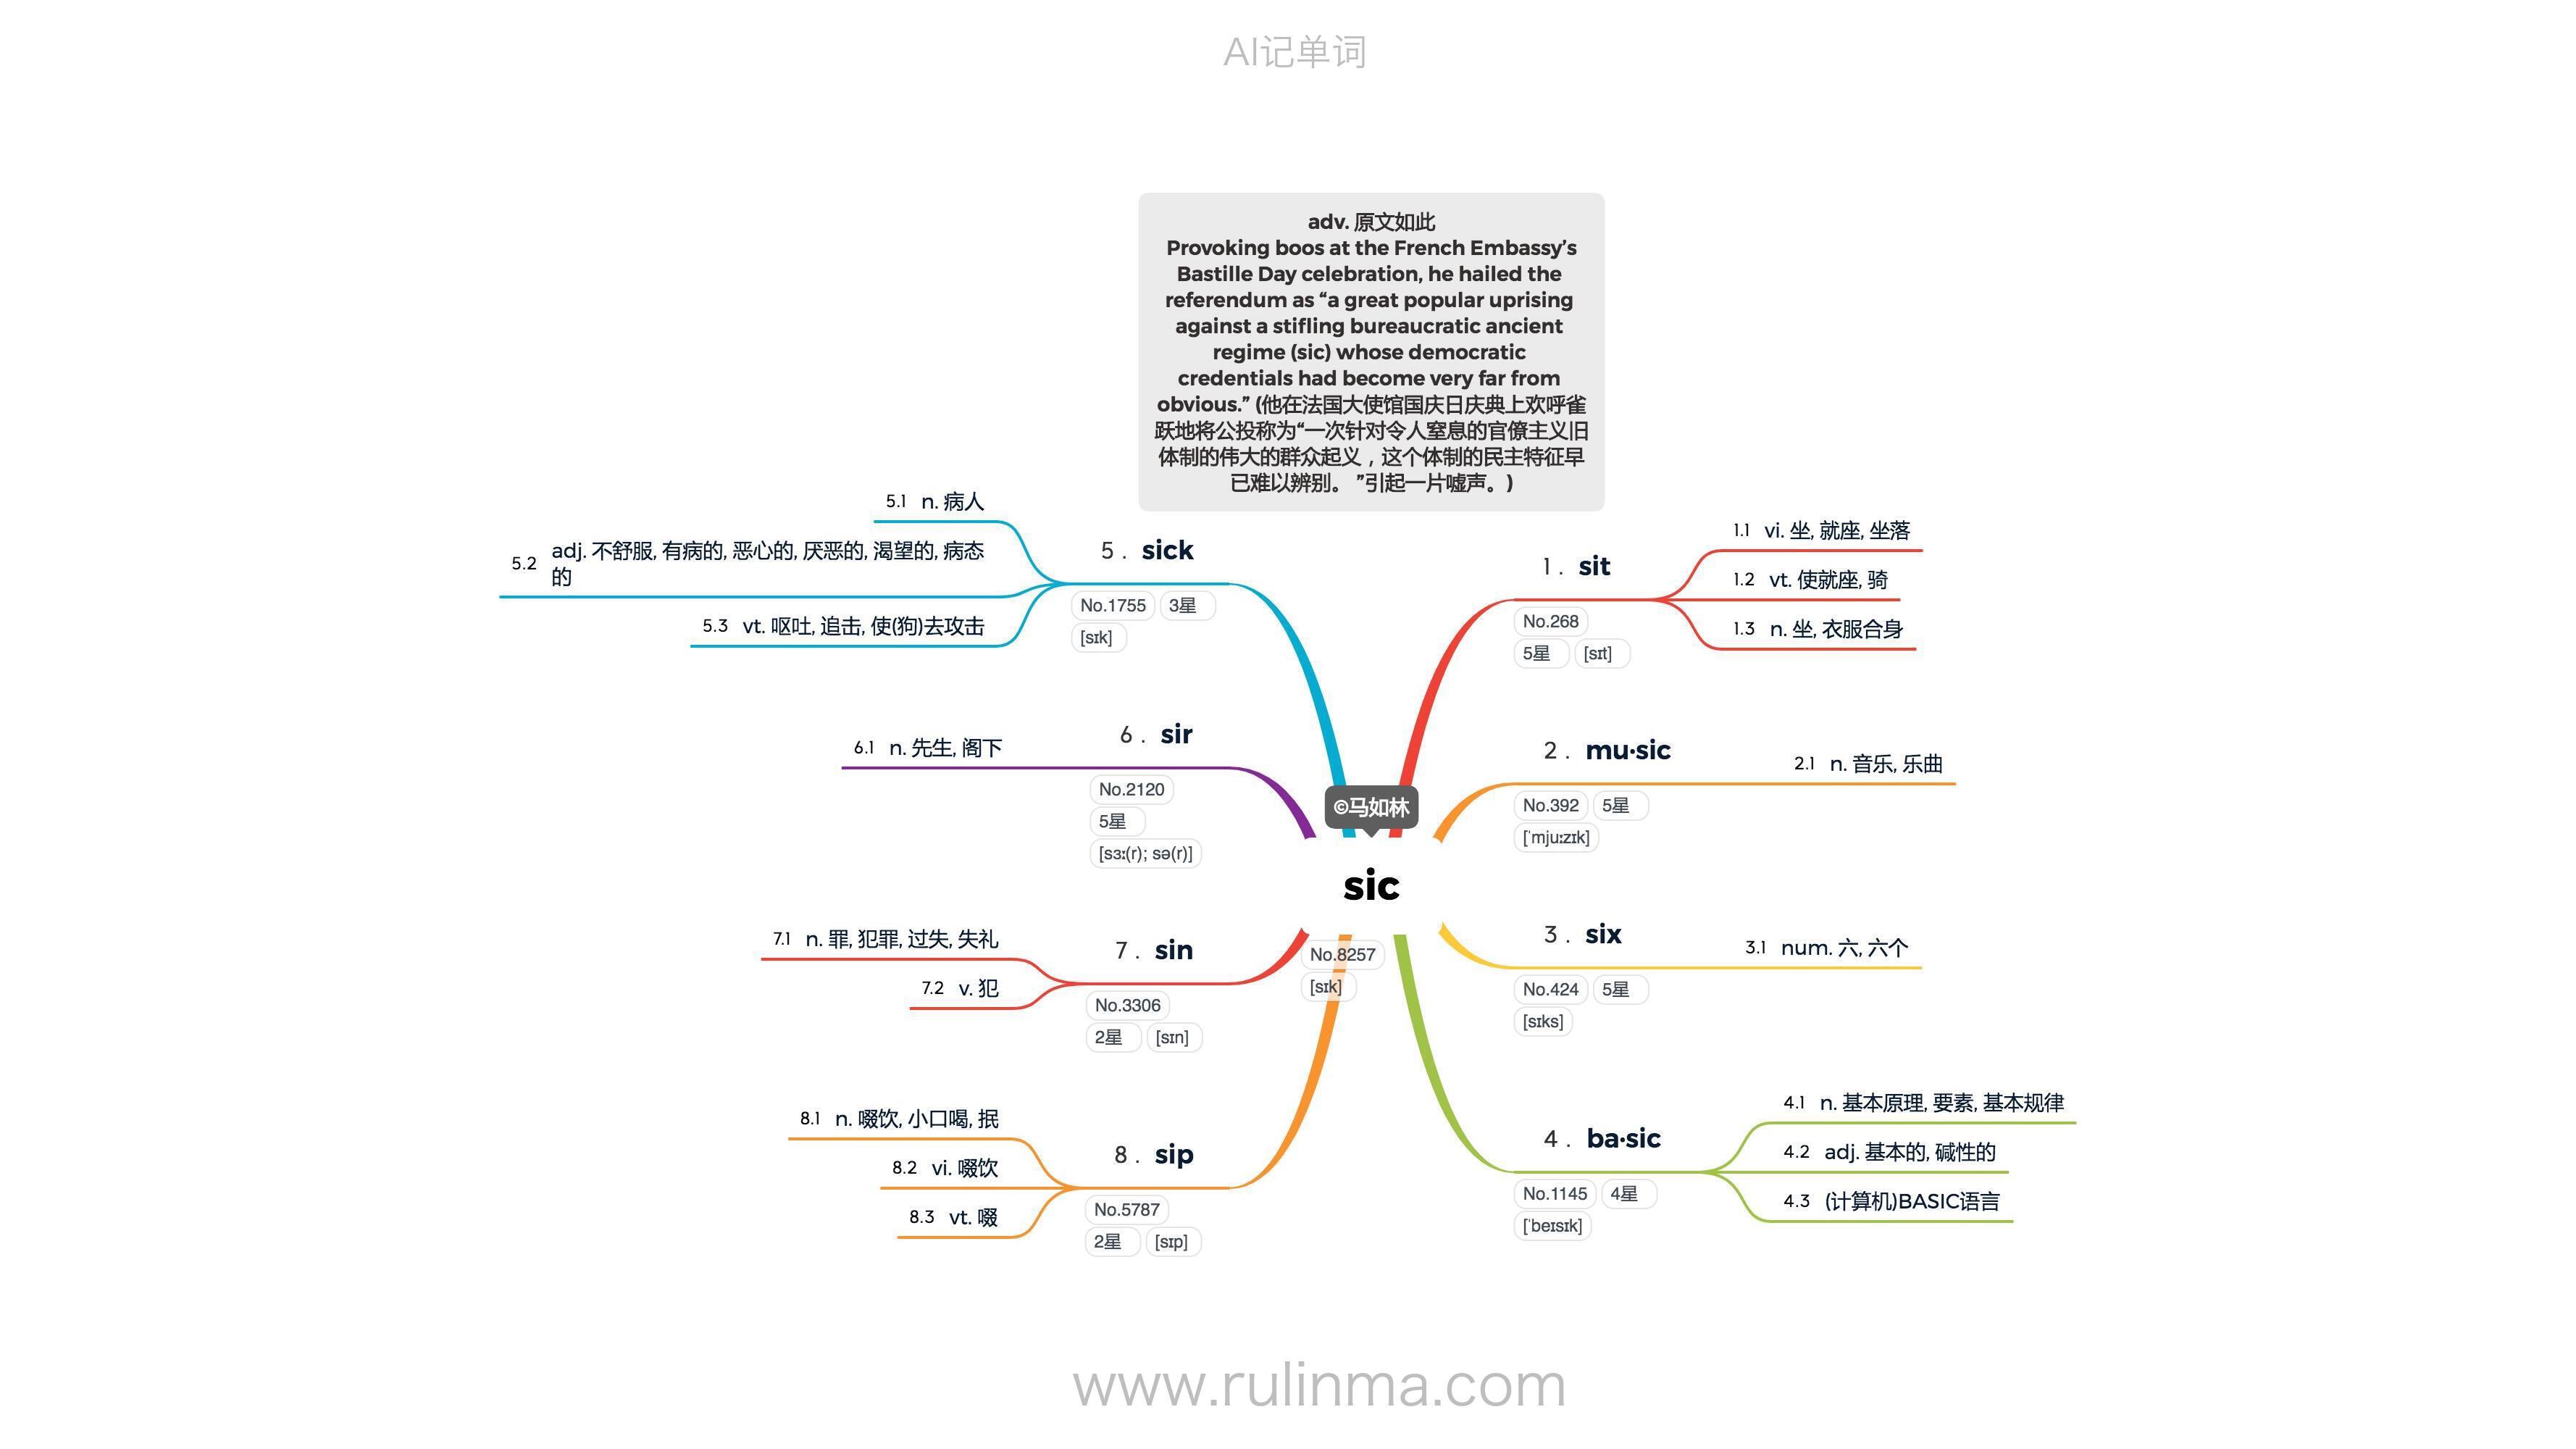 AI记单词
adv. 原文如此
Provoking boos at the French Embassy’s
Bastille Day celebration, he hailed the
referendum as “a great popular uprising
against a stifling bureaucratic ancient
regime (sic) whose democratic
credentials had become very far from
obvious.” (他在法国大使馆国庆日庆典上欢呼雀
跃地将公投称为“一次针对令人窒息的官僚主义旧
体制的伟大的群众起义，这个体制的民主特征早
已难以辨别。”引起一片嘘声。)
©马如林
sic
No.8257
[sɪk]
1 . sit
No.268
5星 [sɪt]
1.1 vi. 坐, 就座, 坐落
1.2 vt. 使就座, 骑
1.3 n. 坐, 衣服合身
2 . mu·sic
No.392 5星
[ˈmjuːzɪk]
2.1 n. 音乐, 乐曲
3 . six
No.424 5星
[sɪks]
3.1 num. 六, 六个
4 . ba·sic
No.1145 4星
[ˈbeɪsɪk]
4.1 n. 基本原理, 要素, 基本规律
4.2 adj. 基本的, 碱性的
4.3 (计算机)BASIC语言
5 . sick
No.1755 3星
[sɪk]
5.1 n. 病人
5.2 adj. 不舒服, 有病的, 恶心的, 厌恶的, 渴望的, 病态
的
5.3 vt. 呕吐, 追击, 使(狗)去攻击
6 . sir
No.2120
5星
[sɜː(r); sə(r)]
6.1 n. 先生, 阁下
7 . sin
No.3306
2星 [sɪn]
7.1 n. 罪, 犯罪, 过失, 失礼
7.2 v. 犯
8 . sip
No.5787
2星 [sɪp]
8.1 n. 啜饮, 小口喝, 抿
8.2 vi. 啜饮
8.3 vt. 啜
www.rulinma.com